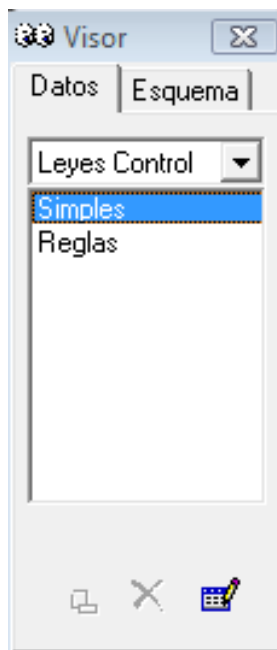 Visor
Datos Esquema
Leyes Control
Simples
Reglas